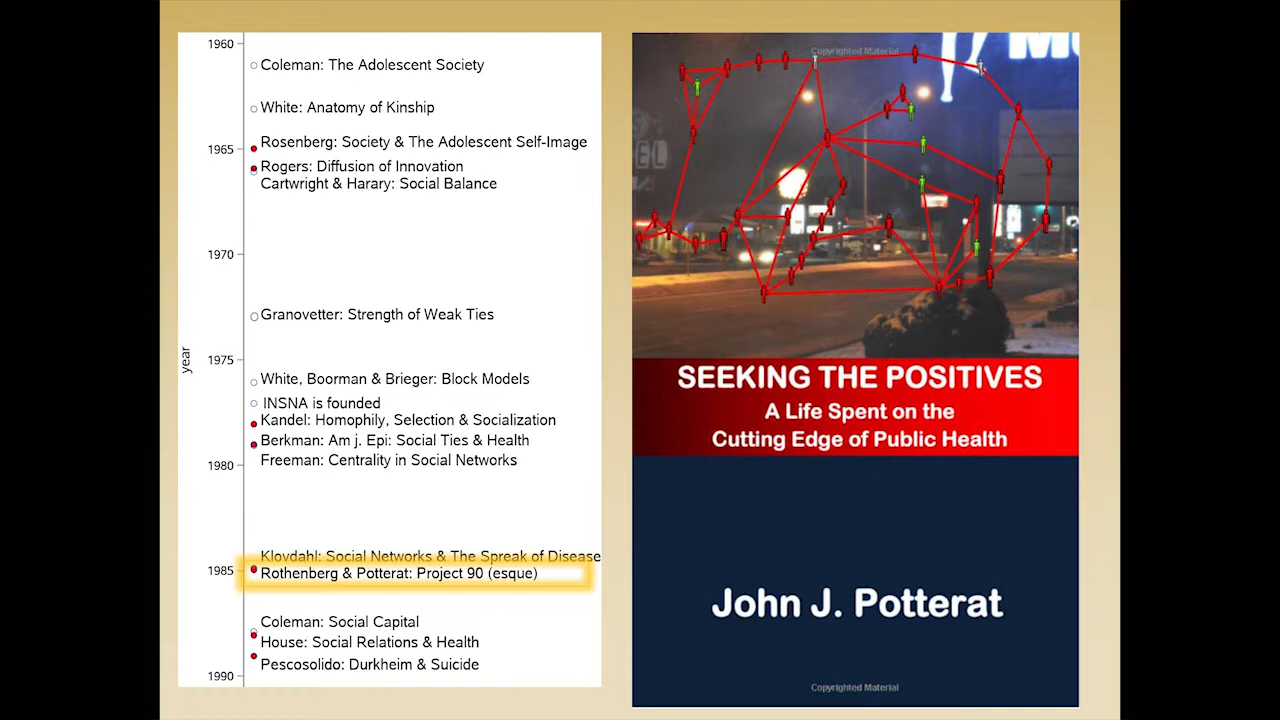 1960
Coleman: The Adolescent Society
White: Anatomy of Kinship
Rosenberg: Society & The Adolescent Self-Image
1965
Rogers: Diffusion of Innovation
Cartwright & Harary: Social Balance
1970
Granovetter: Strength of Weak Ties
year
1975
White, Boorman & Brieger: Block Models
INSNA is founded
Kandel: Homophily, Selection & Socialization
Berkman: Am j. Epi: Social Ties & Health
Freeman: Centrality in Social Networks
1980
Klovdahl: Social Networks & The Spreak of Disease
1985
Rothenberg & Potterat: Project 90 (esque)
Coleman: Social Capital
House: Social Relations & Health
Pescosolido: Durkheim & Suicide
1990
Copyrighted Material
SEEKING THE POSITIVES
A Life Spent on the
Cutting Edge of Public Health
John J. Potterat
Copyrighted Material